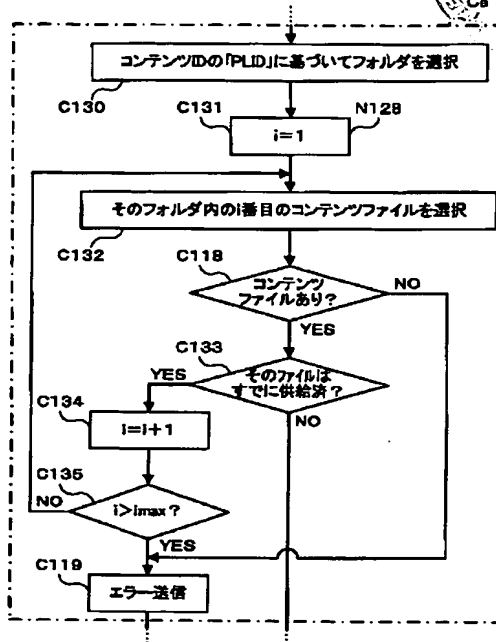 Ca
コンテンツIDの「PLID」に基づいてフォルダを選択
C130
C131
N128
i=1
そのフォルダ内のi番目のコンテンツファイルを選択
C132
C118
コンテンツ
ファイルあり?
NO
YES
C133
そのファイルは
すでに供給済?
YES
C134
NO
i=i+1
C135
i>imax?
NO
YES
C119
エラー送信